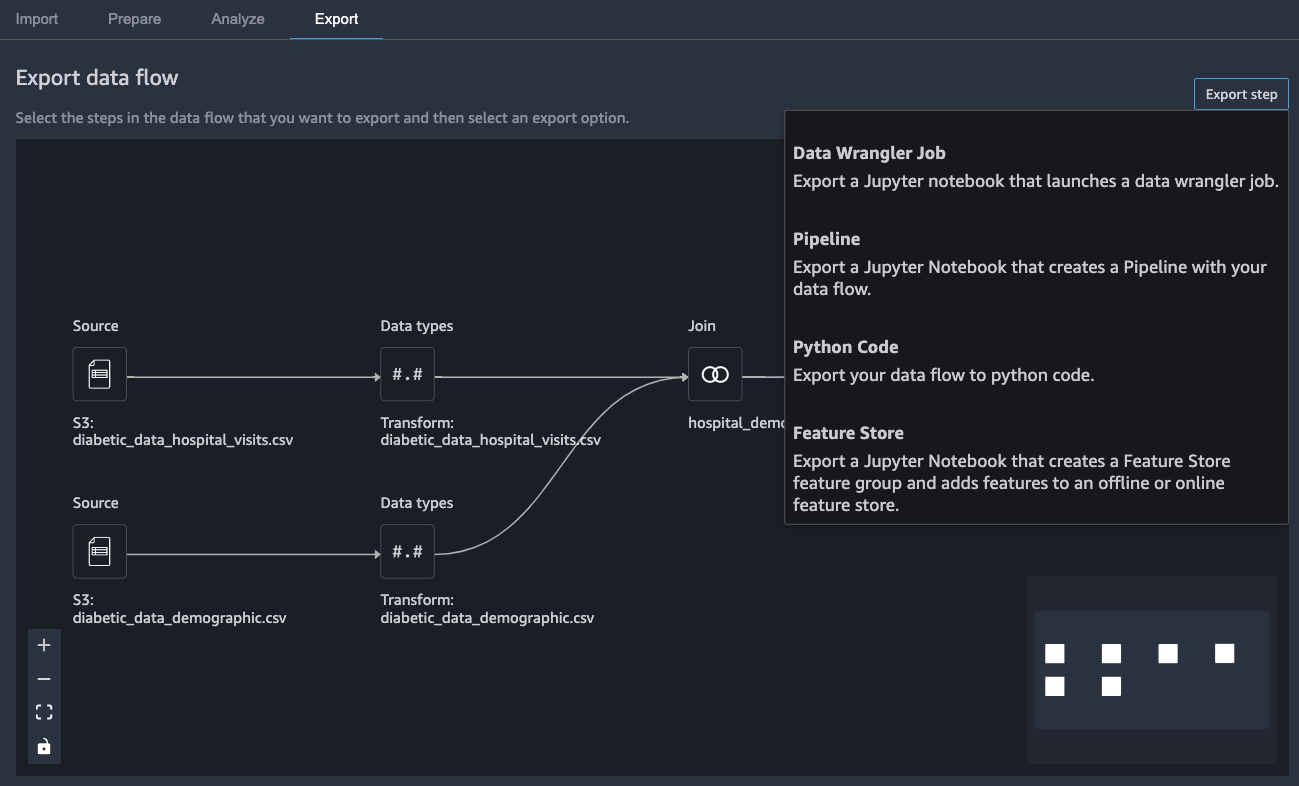 Import
Prepare
Analyze
Export
Export data flow
Select the steps in the data flow that you want to export and then select an export option.
Export step
Data Wrangler Job
Export a Jupyter notebook that launches a data wrangler job.
Pipeline
Export a Jupyter Notebook that creates a Pipeline with your
data flow.
Python Code
Export your data flow to python code.
Feature Store
Export a Jupyter Notebook that creates a Feature Store
feature group and adds features to an offline or online
feature store.
Source
S3:
diabetic_data_hospital_visits.csv
Data types
#.#
Transform:
diabetic_data_hospital_visits.csv
Join
hospital_demo
Source
S3:
diabetic_data_demographic.csv
Data types
#.#
Transform:
diabetic_data_demographic.csv